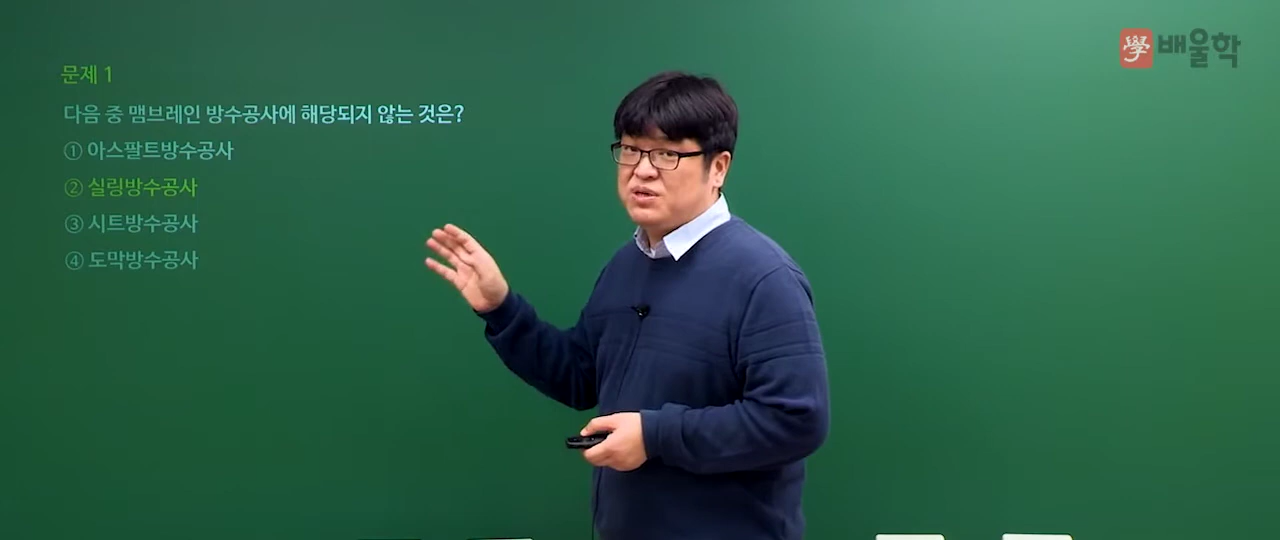 學 배울학
문제 1
다음 중 맴브레인 방수공사에 해당되지 않는 것은?
① 아스팔트방수공사
② 실링방수공사
③ 시트방수공사
④ 도막방수공사